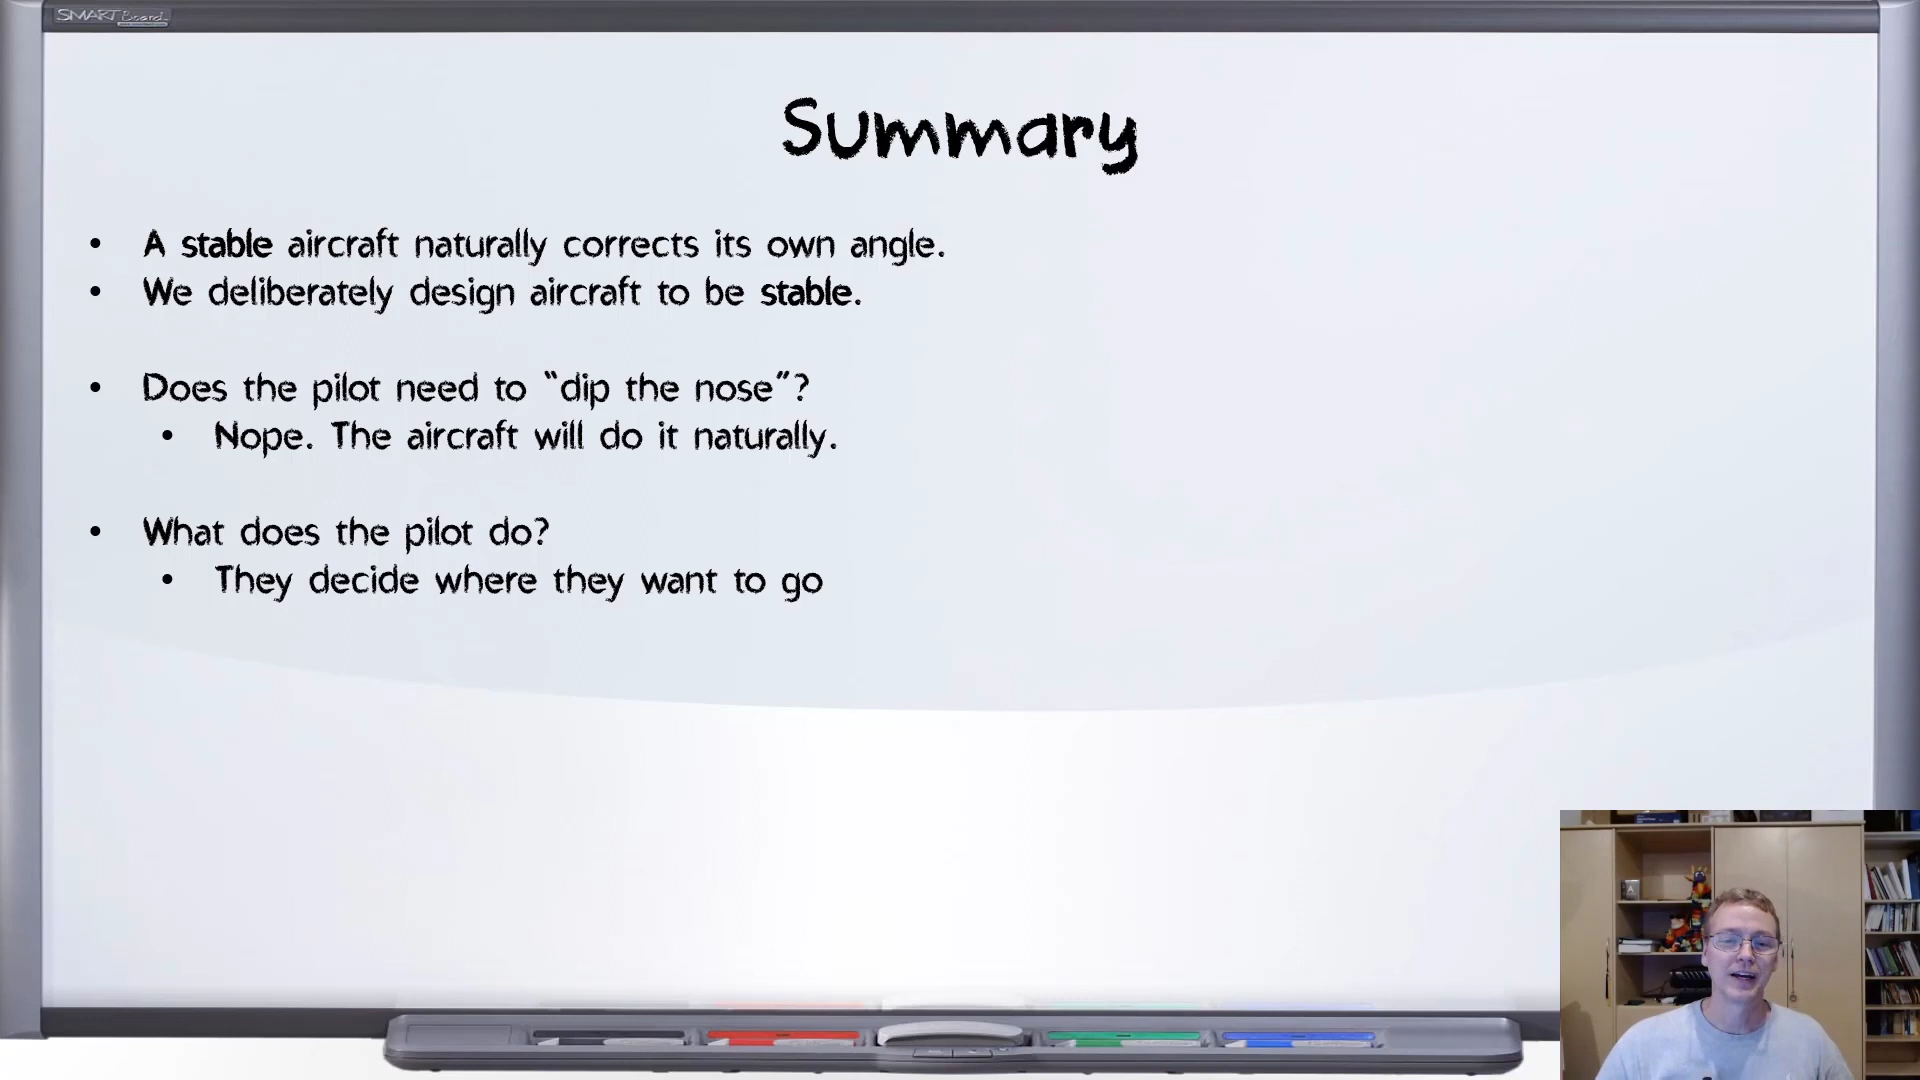 SMART Board
Summary
• A stable aircraft naturally corrects its own angle.
• We deliberately design aircraft to be stable.
• Does the pilot need to “dip the nose”?
• Nope. The aircraft will do it naturally.
• What does the pilot do?
• They decide where they want to go